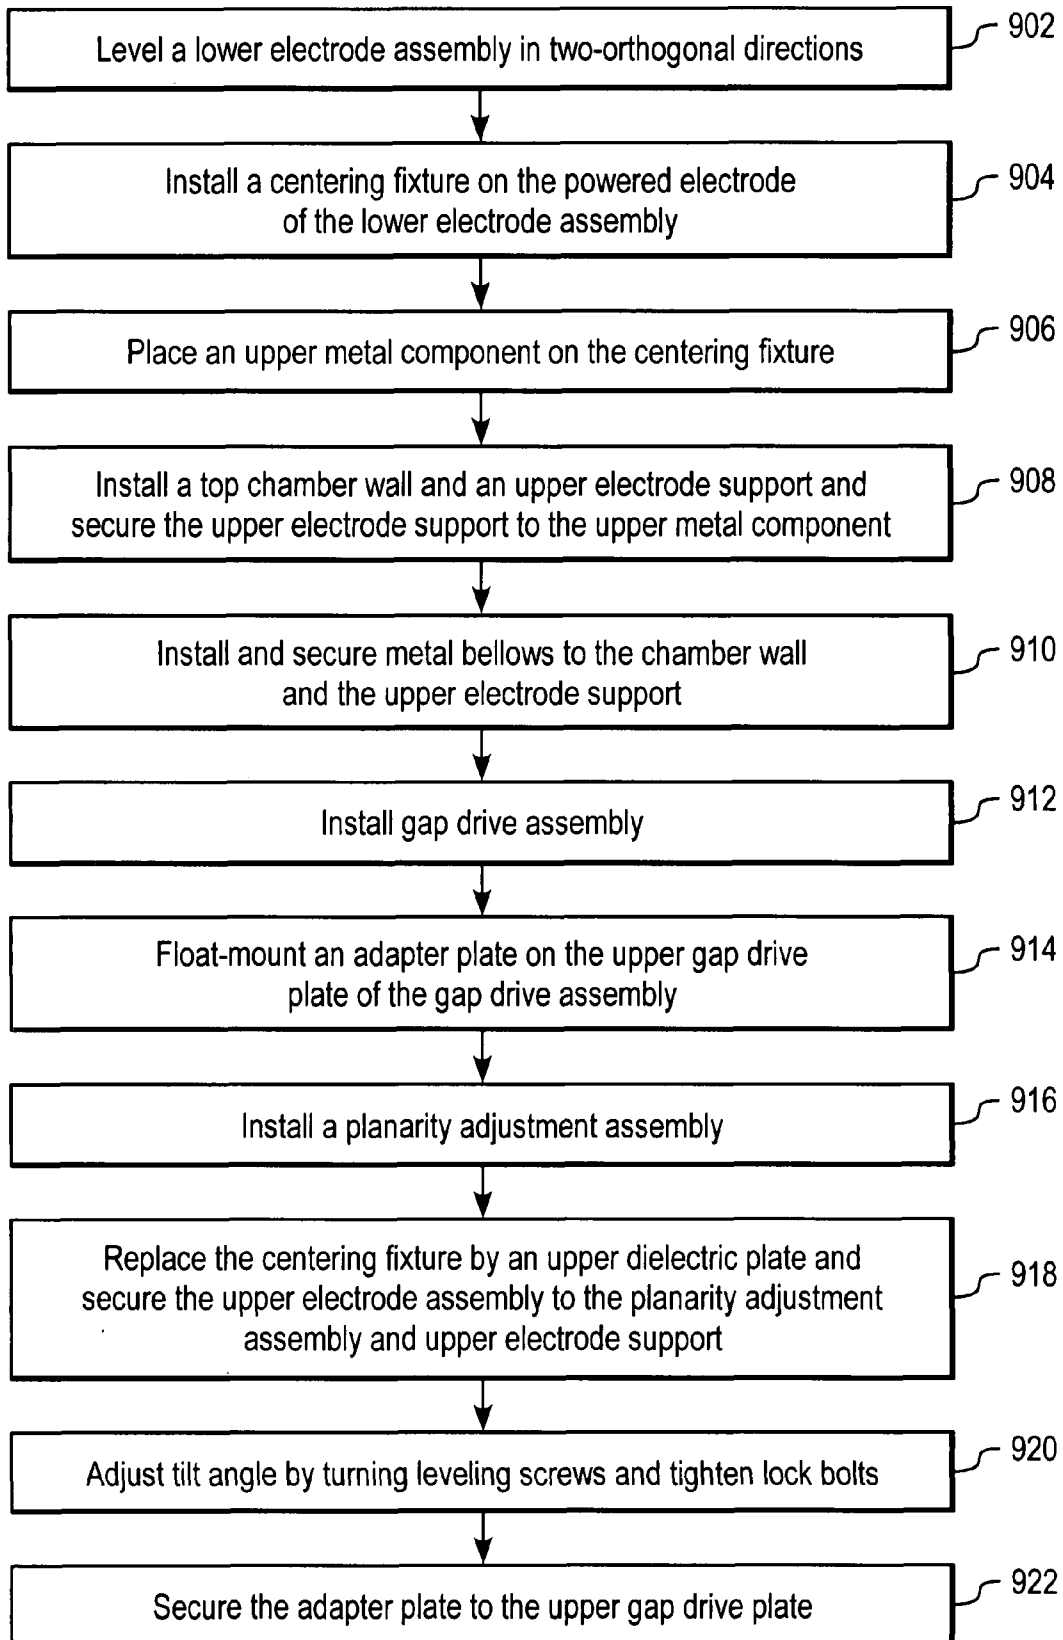 Level a lower electrode assembly in two-orthogonal directions
902
Install a centering fixture on the powered electrode
of the lower electrode assembly
904
Place an upper metal component on the centering fixture
906
Install a top chamber wall and an upper electrode support and
secure the upper electrode support to the upper metal component
908
Install and secure metal bellows to the chamber wall
and the upper electrode support
910
Install gap drive assembly
912
Float-mount an adapter plate on the upper gap drive
plate of the gap drive assembly
914
Install a planarity adjustment assembly
916
Replace the centering fixture by an upper dielectric plate and
secure the upper electrode assembly to the planarity adjustment
assembly and upper electrode support
918
Adjust tilt angle by turning leveling screws and tighten lock bolts
920
Secure the adapter plate to the upper gap drive plate
922